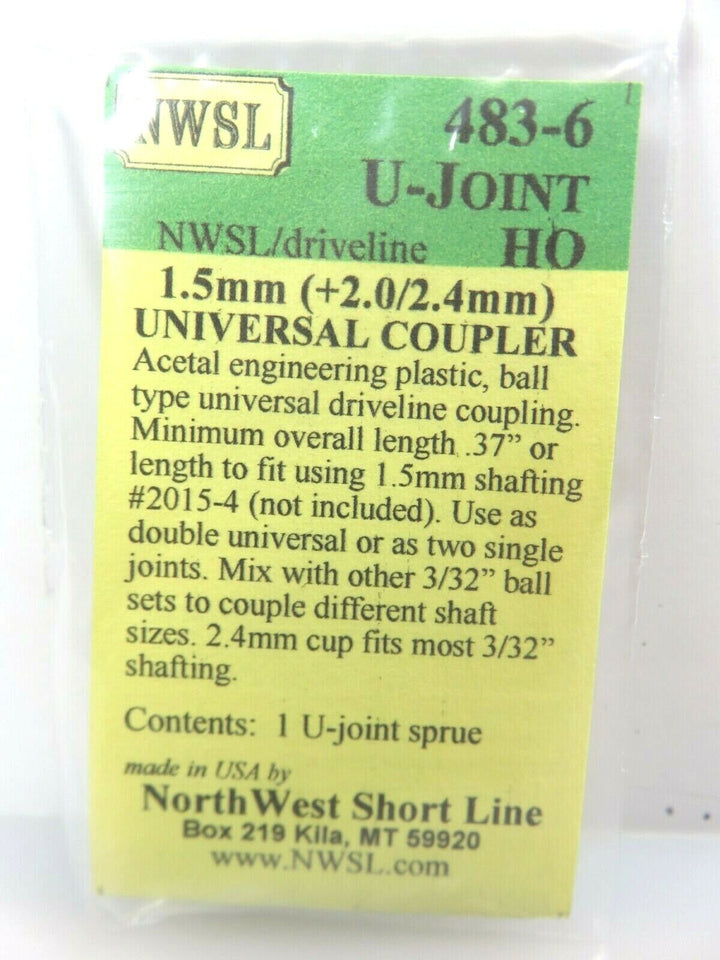 NWSL
483-6
U-JOINT
NWSL/driveline HO
1.5mm (+2.0/2.4mm)
UNIVERSAL COUPLER
Acetal engineering plastic, ball
type universal driveline coupling.
Minimum overall length .37” or
length to fit using 1.5mm shafting
#2015-4 (not included). Use as
double universal or as two single
joints. Mix with other 3/32” ball
sets to couple different shaft
sizes. 2.4mm cup fits most 3/32”
shafting.
Contents: 1 U-joint sprue
made in USA by
NorthWest Short Line
Box 219 Kila, MT 59920
www.NWSL.com